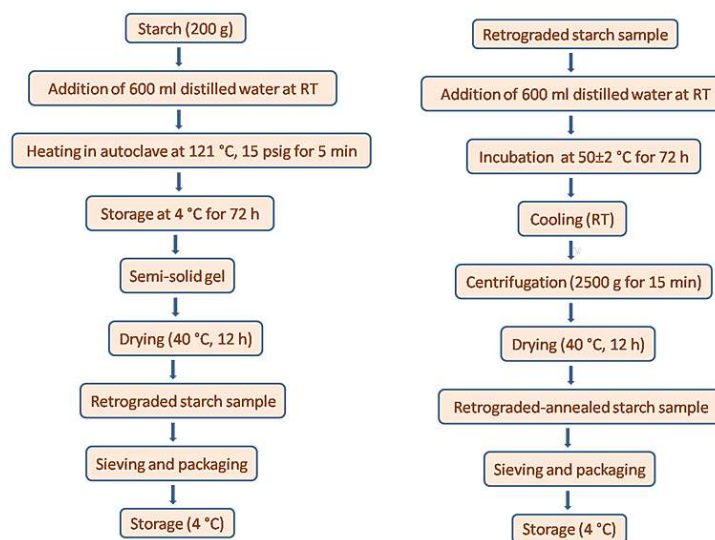 Starch (200 g)
Addition of 600 ml distilled water at RT
Heating in autoclave at 121 °C, 15 psig for 5 min
Storage at 4 °C for 72 h
Semi-solid gel
Drying (40 °C, 12 h)
Retrograded starch sample
Sieving and packaging
Storage (4 °C)
Retrograded starch sample
Addition of 600 ml distilled water at RT
Incubation at 50±2 °C for 72 h
Cooling (RT)
Centrifugation (2500 g for 15 min)
Drying (40 °C, 12 h)
Retrograded-annealed starch sample
Sieving and packaging
Storage (4 °C)